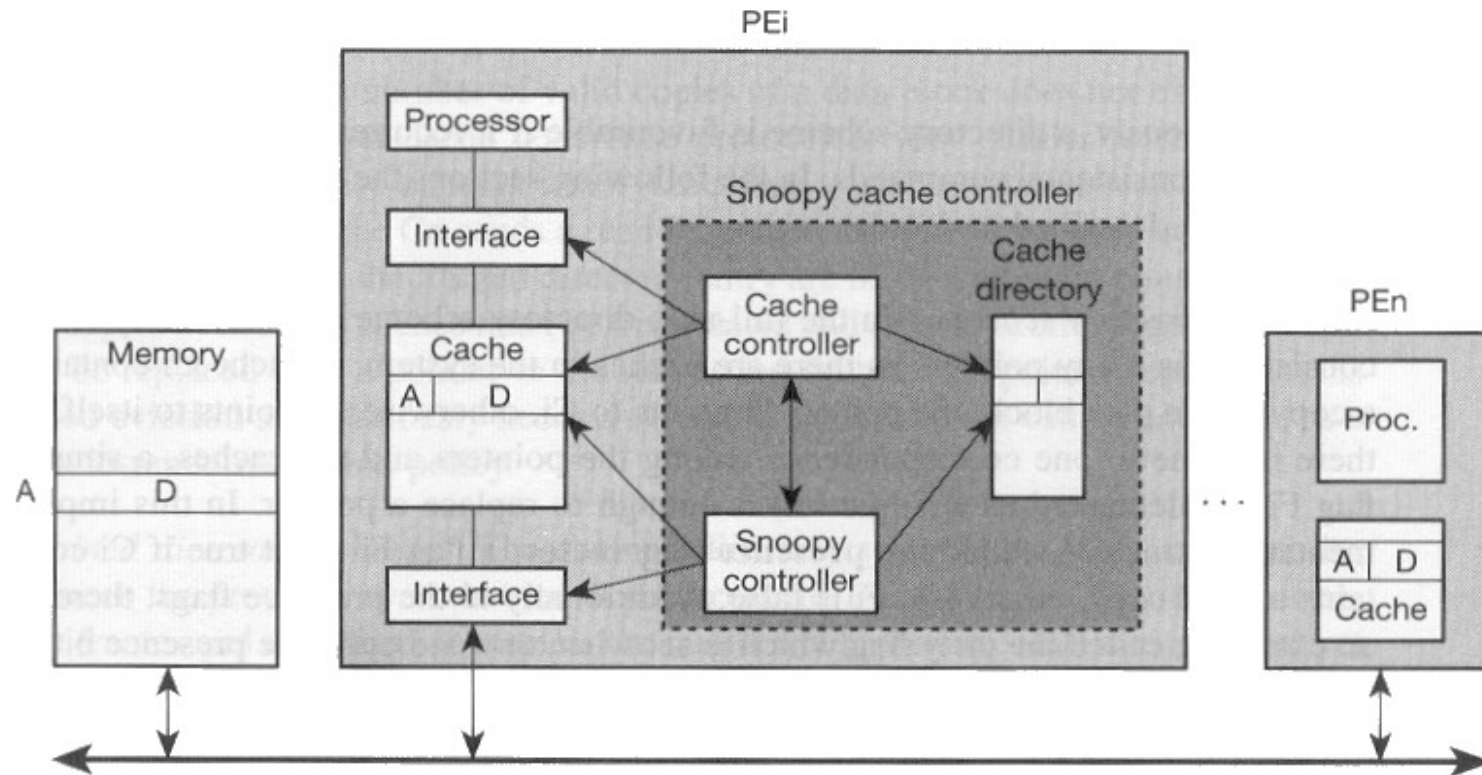 PEi
Processor
Interface
Cache
A D
Interface
Snoopy cache controller
Cache
controller
Cache
directory
Snoopy
controller
Memory
A
D
. . .
PEn
Proc.
A D
Cache